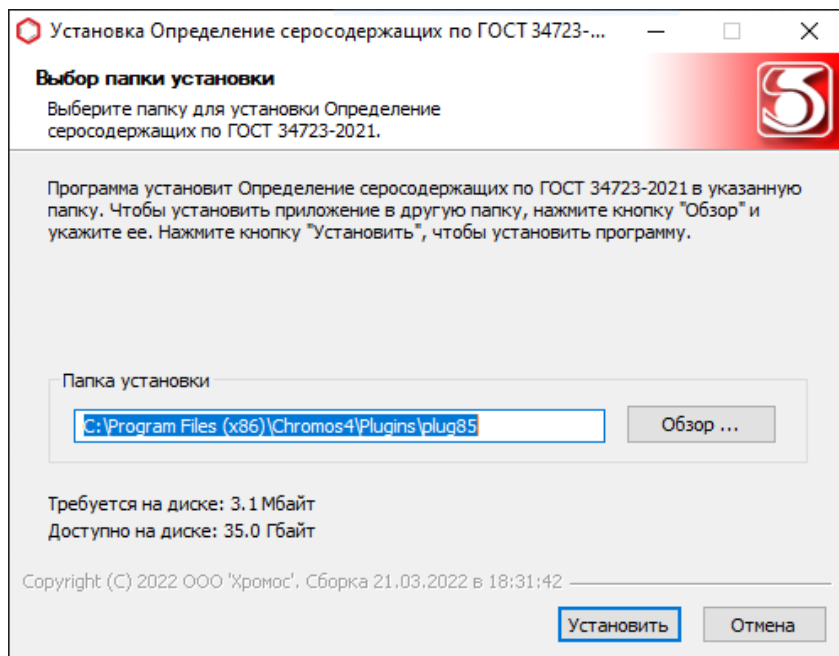 Установка Определение серосодержащих по ГОСТ 34723-...
Выбор папки установки
Выберите папку для установки Определение
серосодержащих по ГОСТ 34723-2021.
Программа установит Определение серосодержащих по ГОСТ 34723-2021 в указанную
папку. Чтобы установить приложение в другую папку, нажмите кнопку "Обзор" и
укажите ее. Нажмите кнопку "Установить", чтобы установить программу.
Папка установки
C:\Program Files (x86)\Chromos4\Plugins\plug85
Обзор ...
Требуется на диске: 3.1 Мбайт
Доступно на диске: 35.0 Гбайт
Copyright (C) 2022 ООО 'Хромос'. Сборка 21.03.2022 в 18:31:42
Установить
Отмена